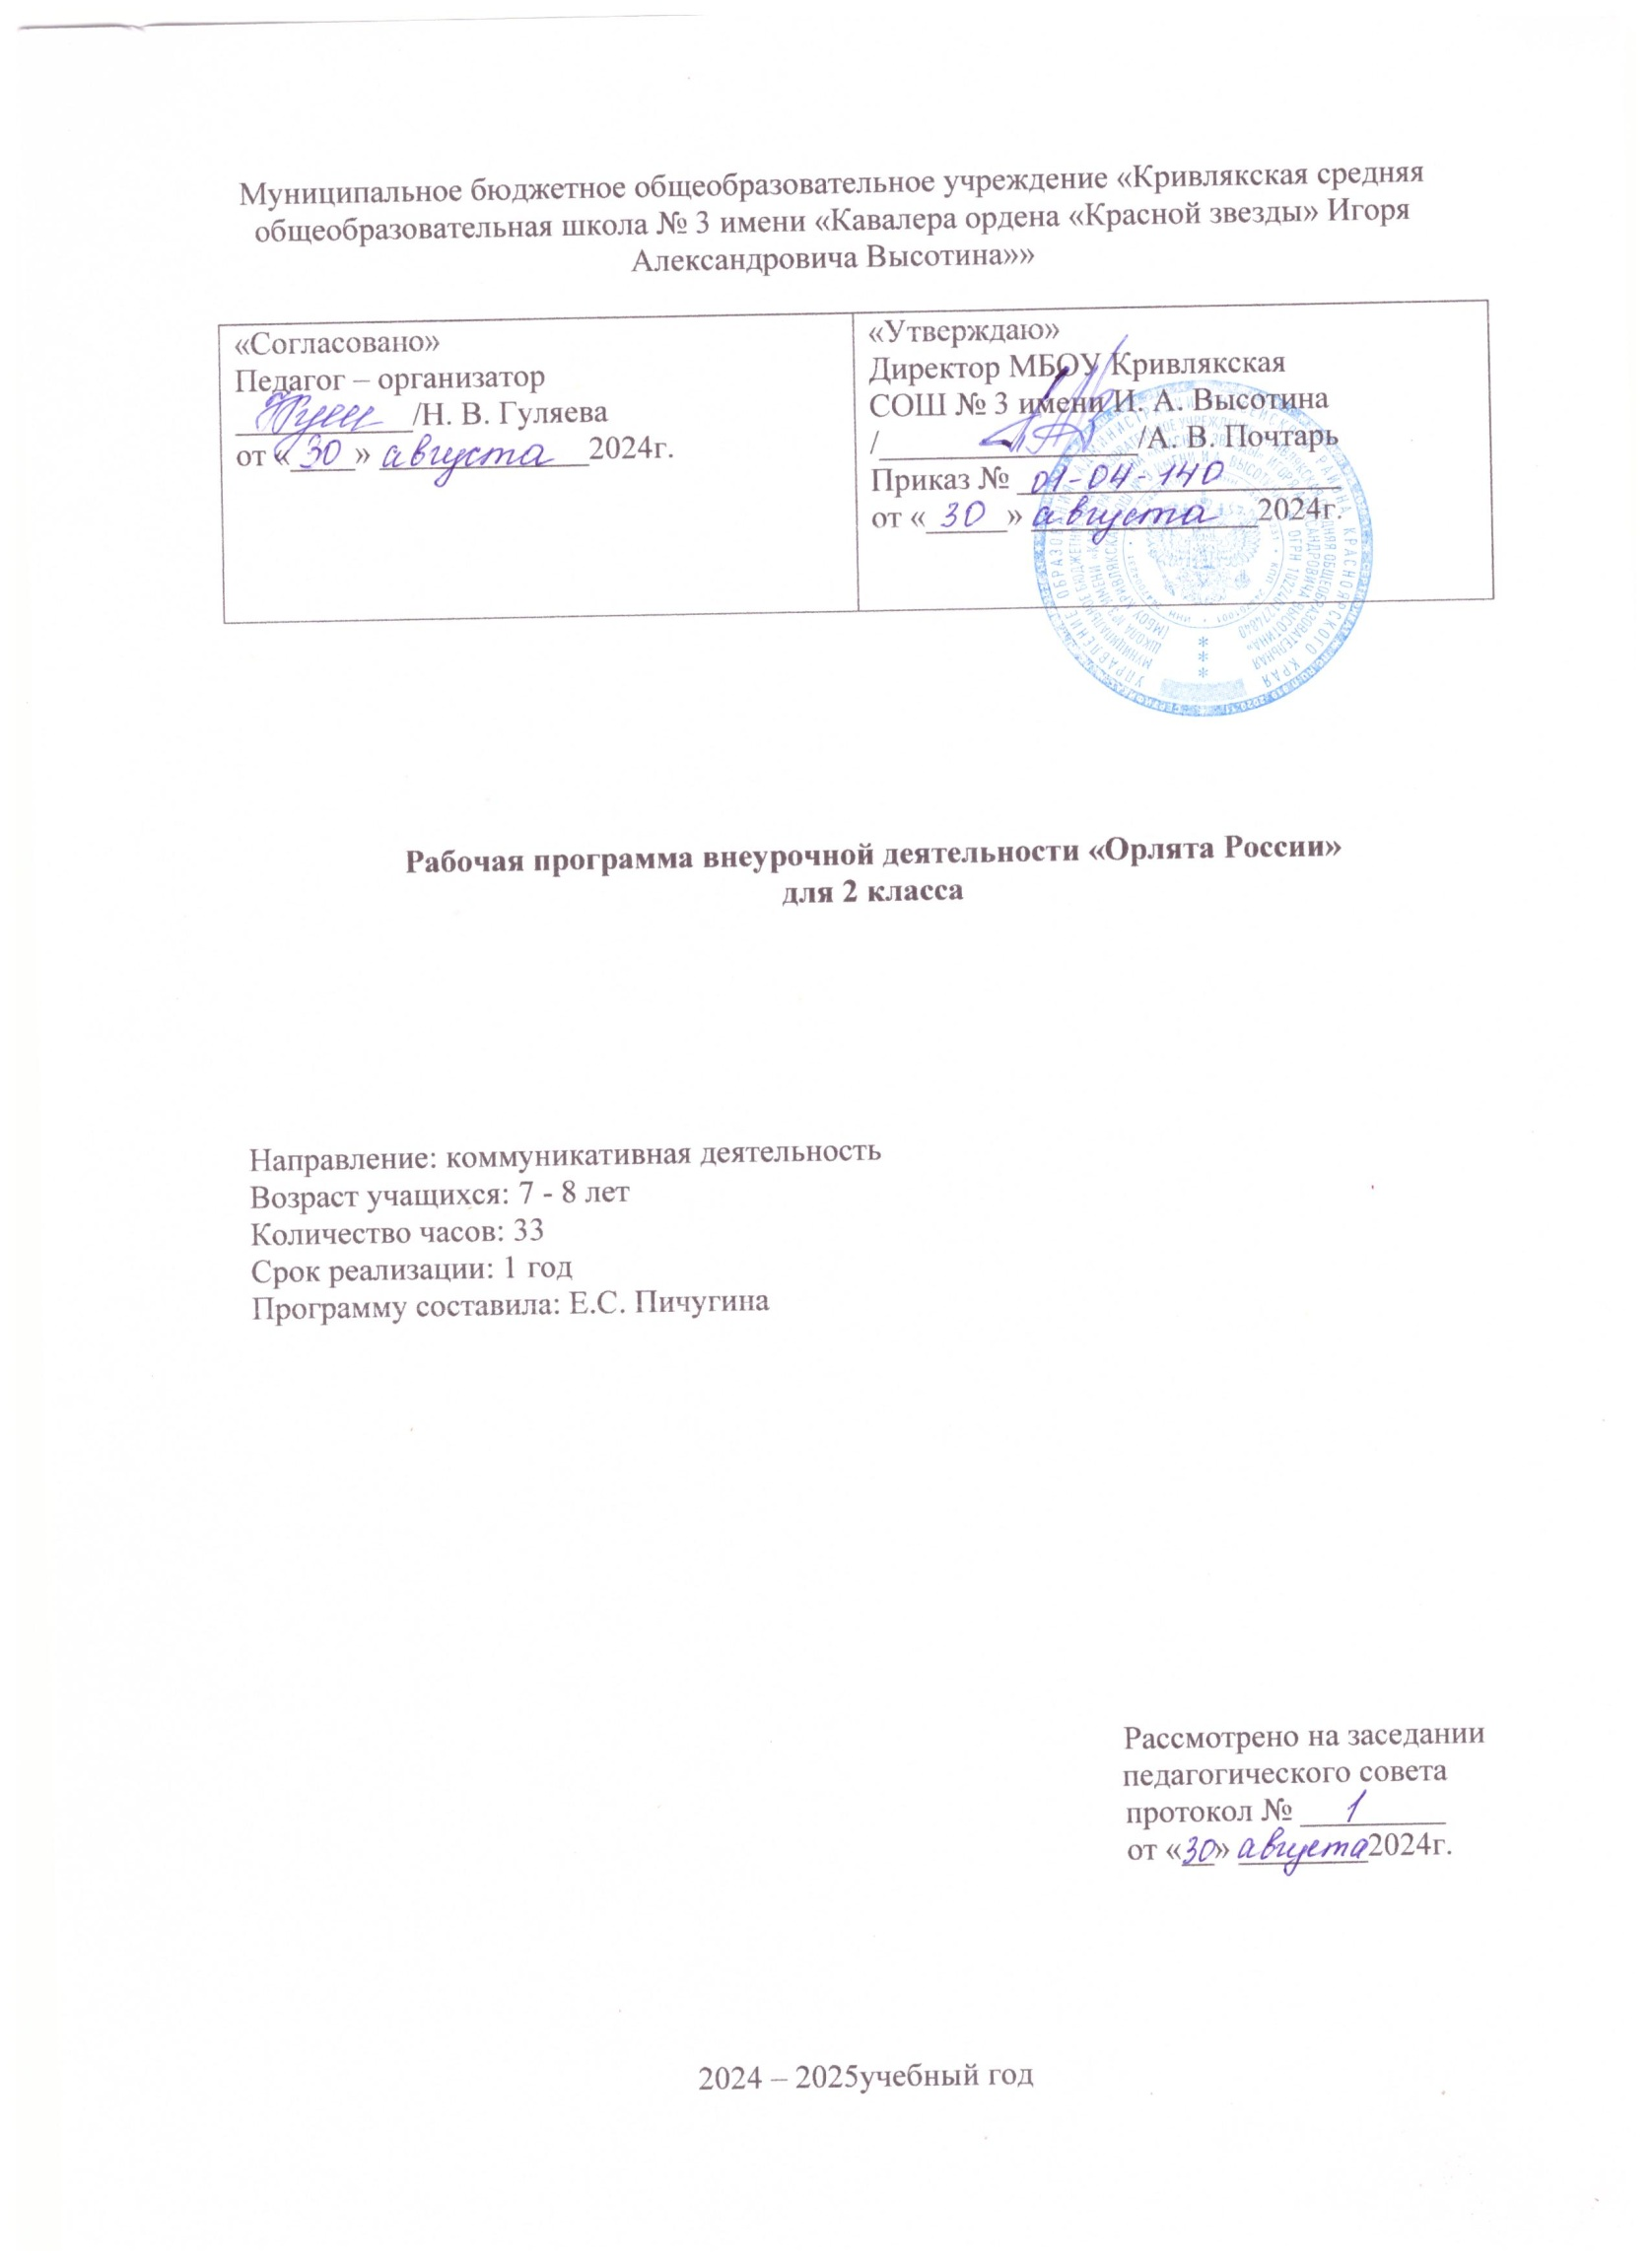 Муниципальное бюджетное общеобразовательное учреждение «Кривлякская средняя
общеобразовательная школа № 3 имени «Кавалера ордена «Красной звезды» Игоря
Александровича Высотина»»
«Согласовано»
Педагог – организатор
___________/Н. В. Гуляева
от «30» августа 2024г.
«Утверждаю»
Директор МБОУ Кривлякская
СОШ № 3 имени И. А. Высотина
/________________/А. В. Почтарь
Приказ № 01-04-140
от «30» августа 2024г.
Рабочая программа внеурочной деятельности «Орлята России»
для 2 класса
Направление: коммуникативная деятельность
Возраст учащихся: 7 - 8 лет
Количество часов: 33
Срок реализации: 1 год
Программу составила: Е.С. Пичугина
Рассмотрено на заседании
педагогического совета
протокол № 1
от «30» августа 2024г.
2024 – 2025учебный год